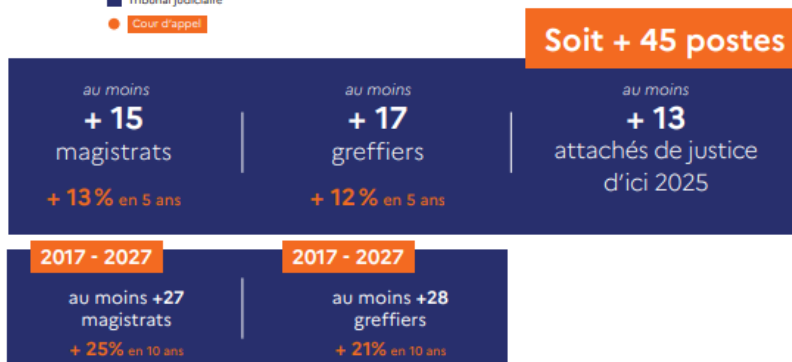 Tribunal judiciaire
Cour d'appel
Soit + 45 postes
au moins
+ 15
magistrats
+ 13% en 5 ans
au moins
+ 17
greffiers
+ 12% en 5 ans
au moins
+ 13
attachés de justice
d'ici 2025
2017 - 2027
au moins +27
magistrats
+ 25% en 10 ans
2017 - 2027
au moins +28
greffiers
+ 21% en 10 ans